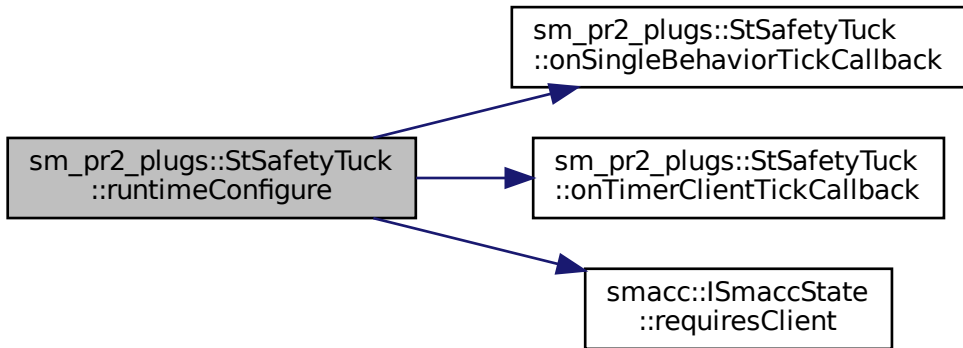 sm_pr2_plugs::StSafetyTuck
::onSingleBehaviorTickCallback
sm_pr2_plugs::StSafetyTuck
::runtimeConfigure
sm_pr2_plugs::StSafetyTuck
::onTimerClientTickCallback
smacc::ISmaccState
::requiresClient